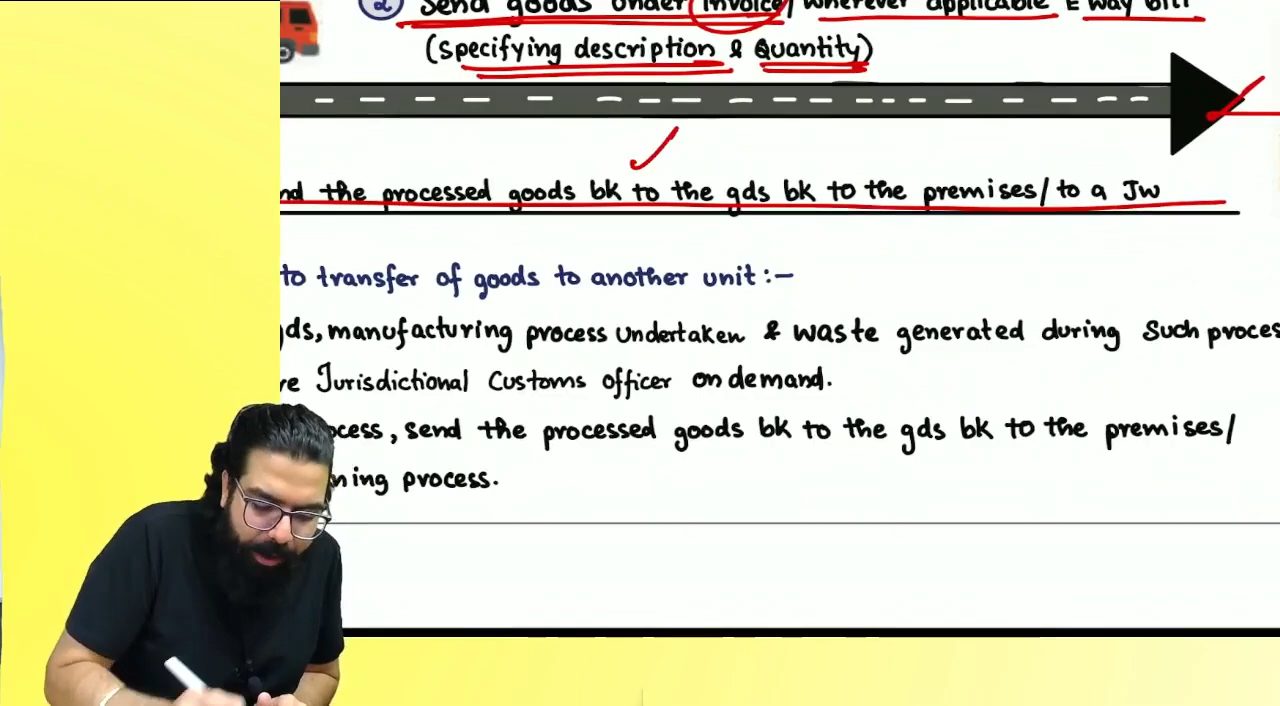 ② Send goods under invoice/ wherever applicable E way bill
(specifying description & Quantity)
nd the processed goods bk to the gds bk to the premises/ to a Jw
to transfer of goods to another unit :-
gds, manufacturing process undertaken & waste generated during such proces
re Jurisdictional Customs officer on demand.
ocess, send the processed goods bk to the gds bk to the premises/
ning process.